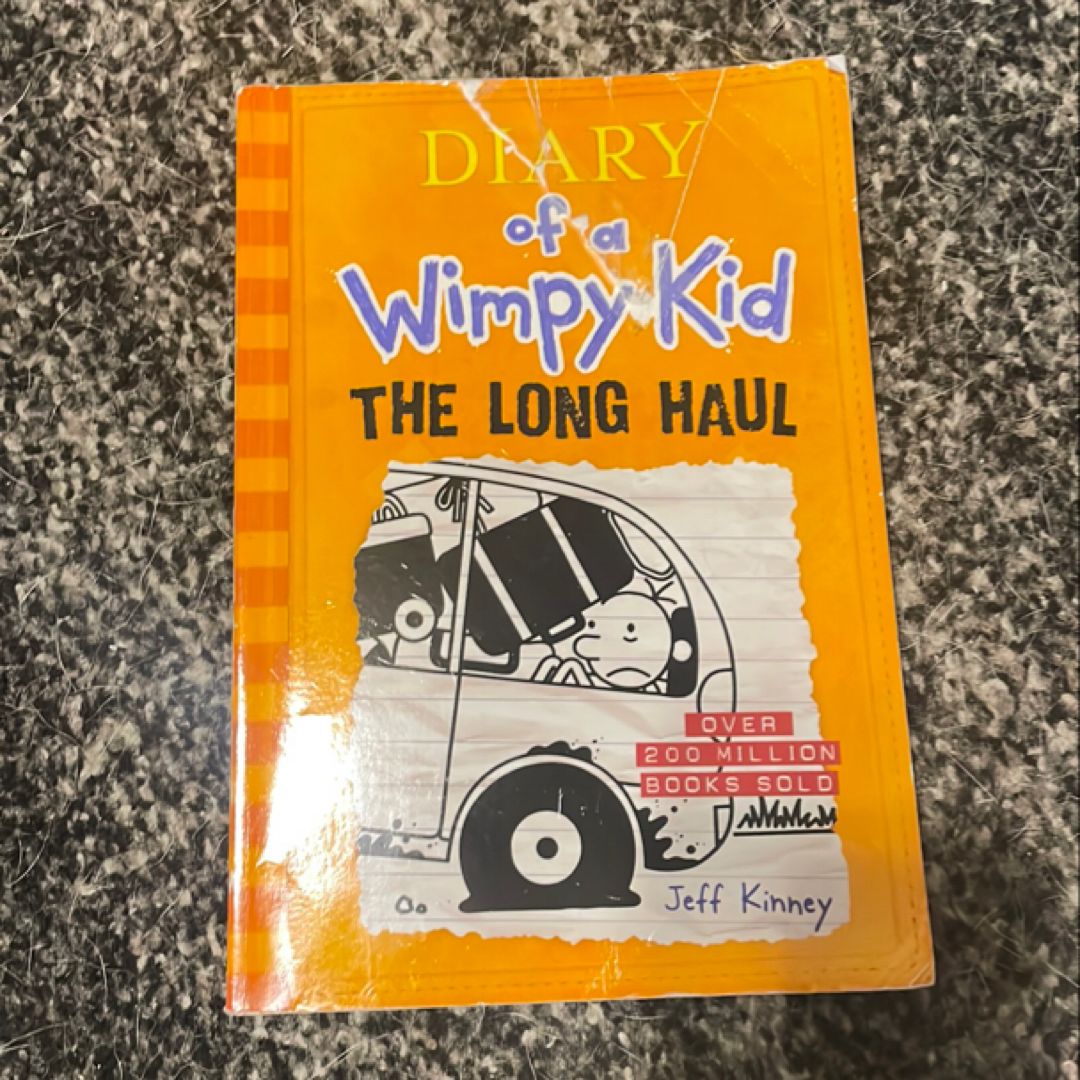 DIARY
of a
Wimpy Kid
THE LONG HAUL
OVER
200 MILLION
BOOKS SOLD
Jeff Kinney